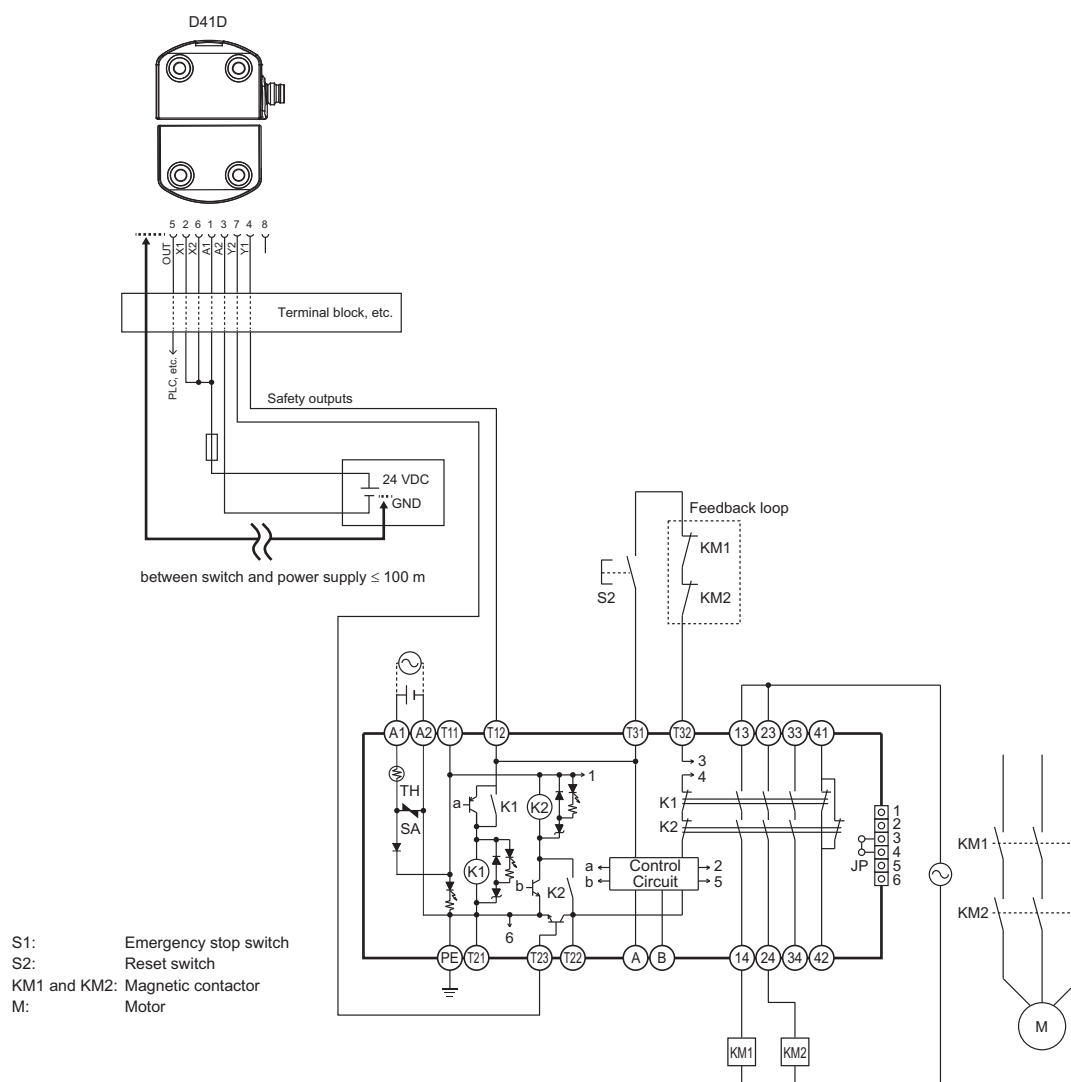 D41D
5 2 6 1 3 7 4 8
OUT X1 X2 A1 A2 Y2 Y1
Terminal block, etc.
PLC, etc.
Safety outputs
24 VDC
GND
between switch and power supply ≤ 100 m
Feedback loop
KM1
S2
KM2
A1 A2 T11 T12 T31 T32 13 23 33 41
3
4
1
TH
SA
a
K1
K2
K1
K2
K1
b
K2
6
a
b
Control
Circuit
2
5
JP
1
2
3
4
5
6
KM1
KM2
PE T21 T23 T22 A B 14 24 34 42
KM1 KM2
M
S1: Emergency stop switch
S2: Reset switch
KM1 and KM2: Magnetic contactor
M: Motor